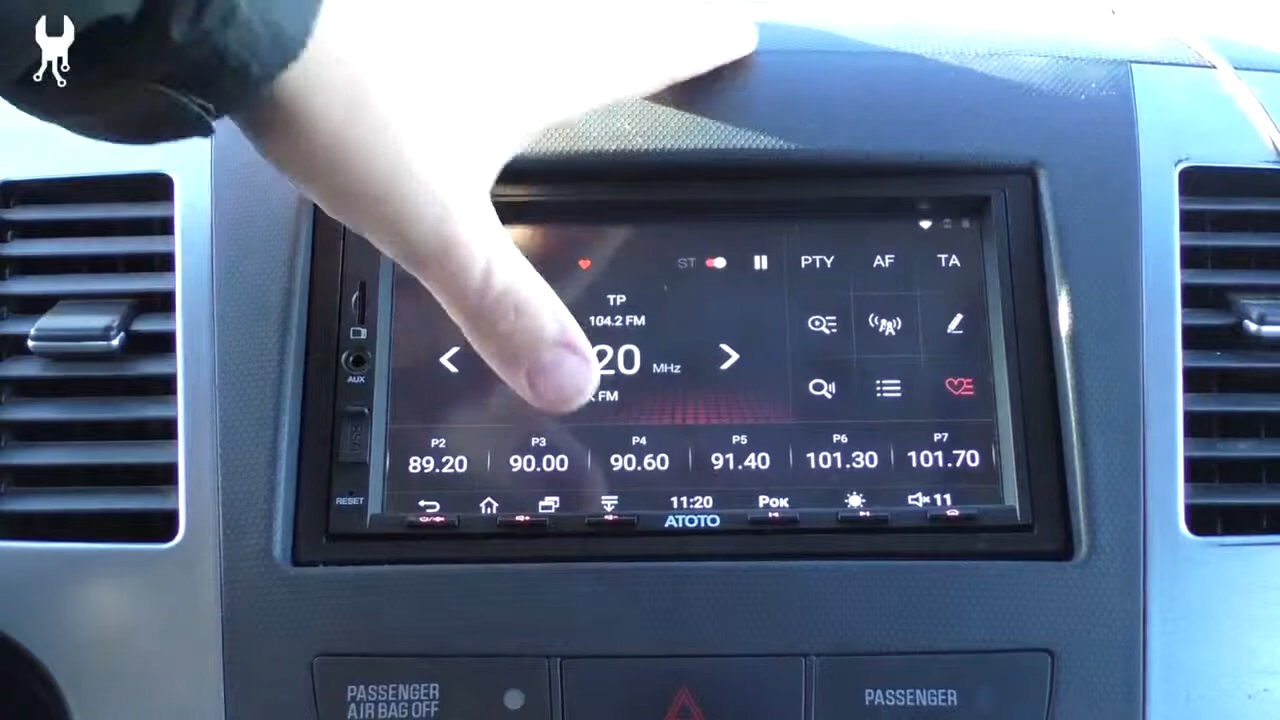 ST PTY AF TA
TP
104.2 FM
20 MHz
FM
AUX
P2 P3 P4 P5 P6 P7
89.20 90.00 90.60 91.40 101.30 101.70
RESET
11:20 Рок 11
ATOTO
PASSENGER
AIR BAG OFF
PASSENGER